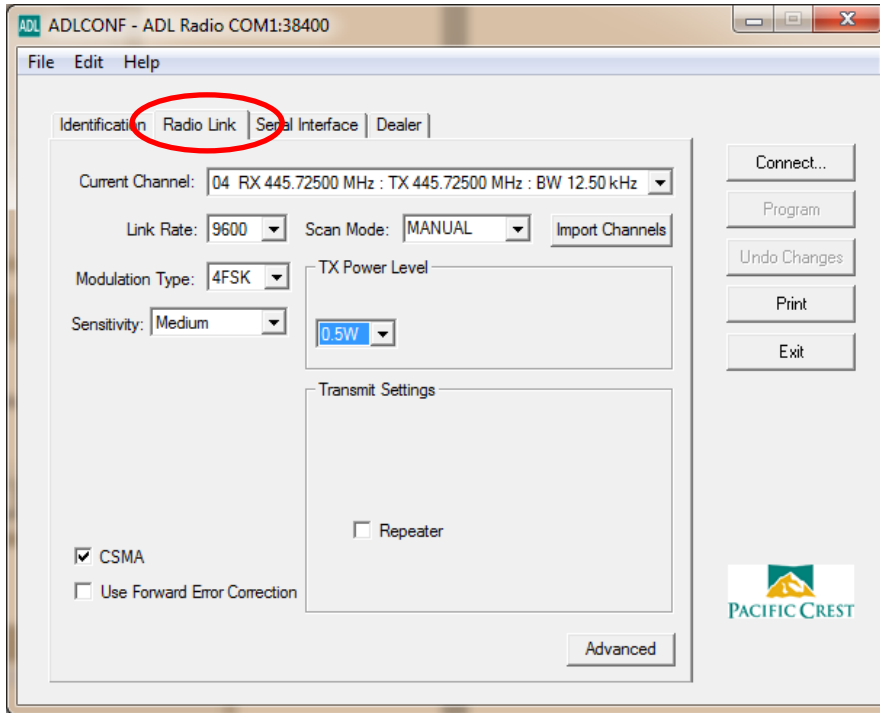 ADL ADLCONF - ADL Radio COM1:38400
File Edit Help
Identification Radio Link Serial Interface Dealer
Current Channel: 04 RX 445.72500 MHz : TX 445.72500 MHz : BW 12.50 kHz
Link Rate: 9600 Scan Mode: MANUAL Import Channels
Modulation Type: 4FSK
Sensitivity: Medium
TX Power Level
0.5W
Transmit Settings
Repeater
CSMA
Use Forward Error Correction
Advanced
Connect...
Program
Undo Changes
Print
Exit
PACIFIC CREST